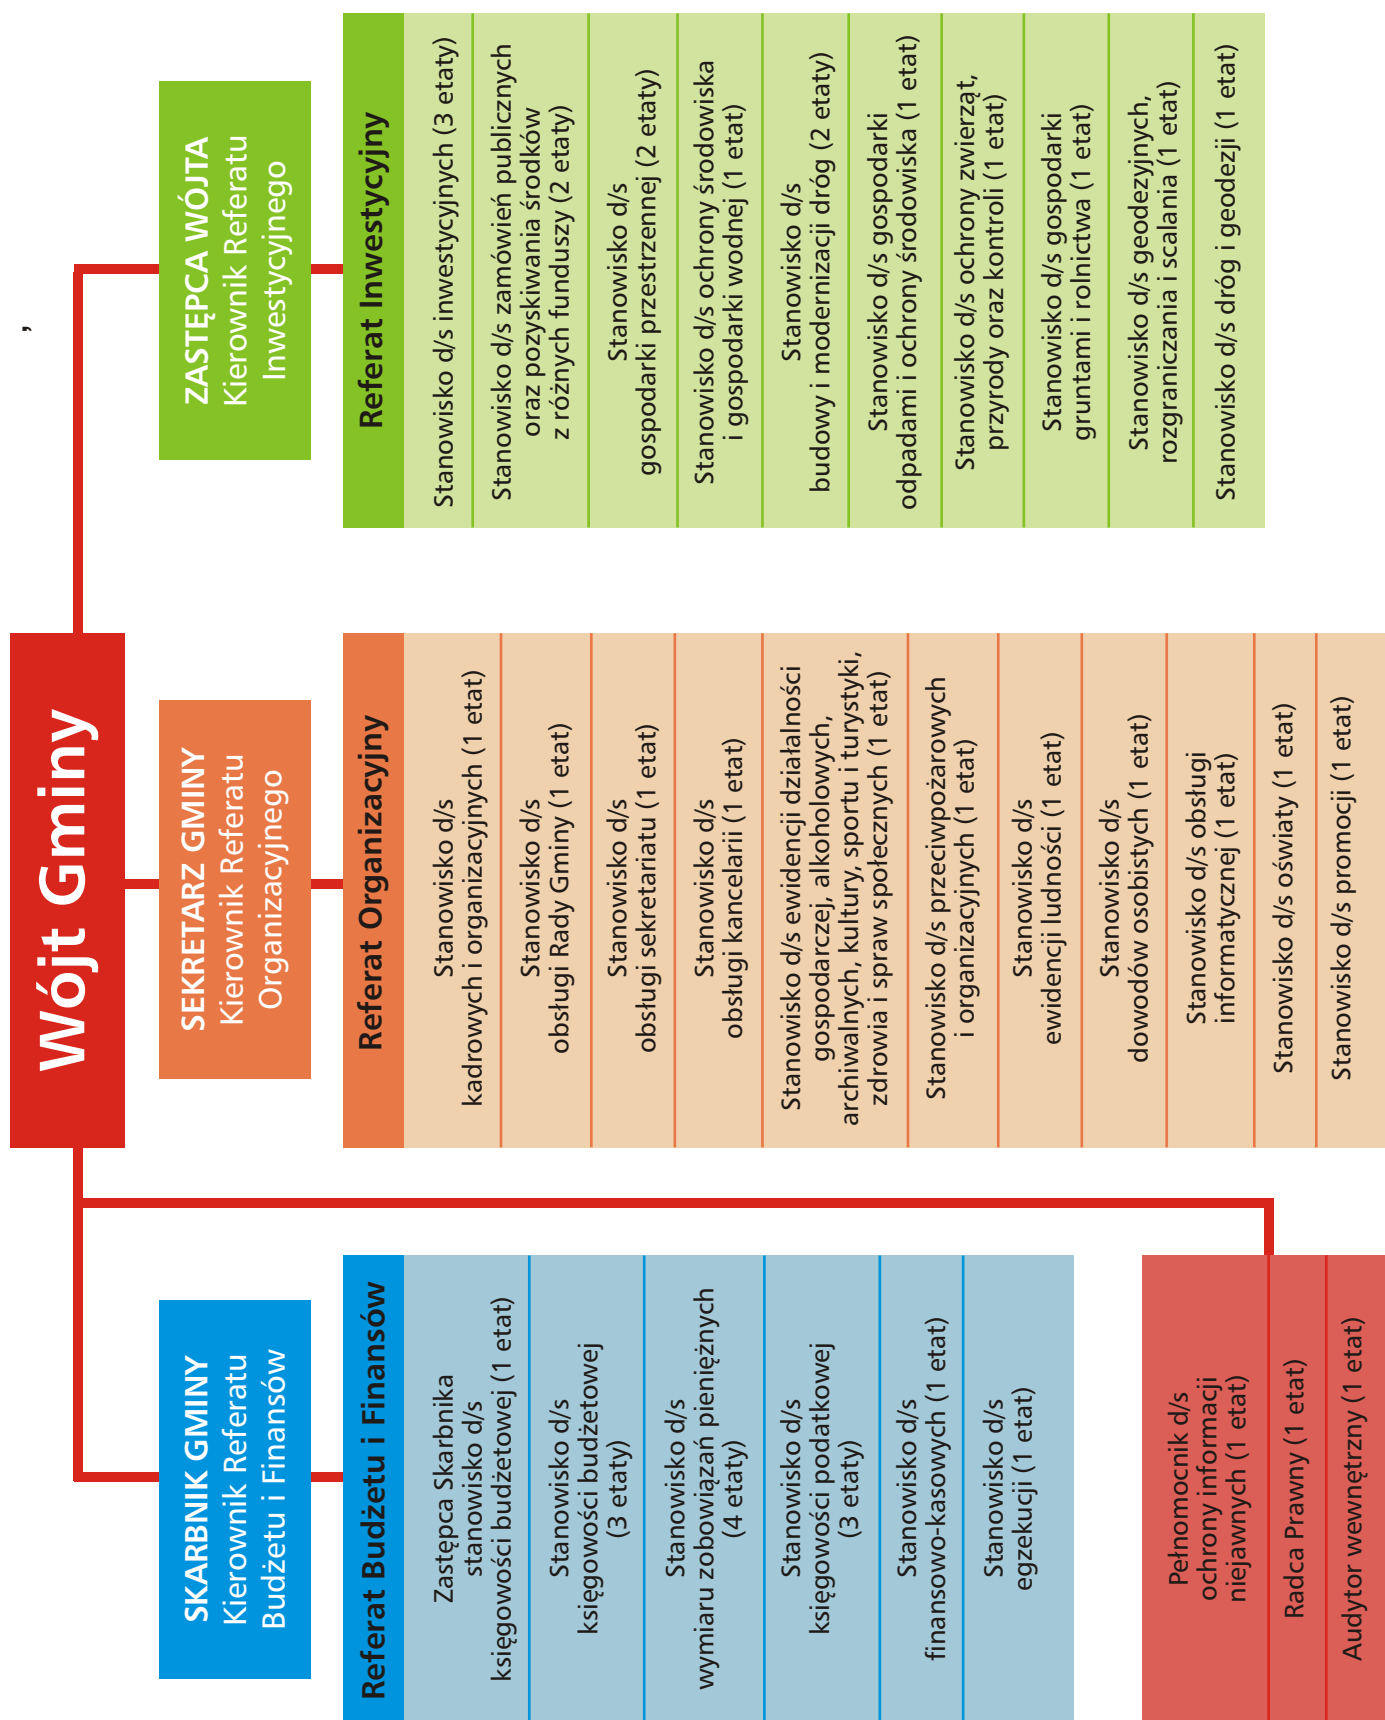 Wójt Gminy
SKARBNIK GMINY
Kierownik Referatu
Budżetu i Finansów
SEKRETARZ GMINY
Kierownik Referatu
Organizacyjnego
ZASTĘPCA WÓJTA
Kierownik Referatu
Inwestycyjnego
,
Referat Budżetu i Finansów
Zastępca Skarbnika
stanowisko d/s
księgowości budżetowej (1 etat)
Stanowisko d/s
księgowości budżetowej
(3 etaty)
Stanowisko d/s
wymiaru zobowiązań pieniężnych
(4 etaty)
Stanowisko d/s
księgowości podatkowej
(3 etaty)
Stanowisko d/s
finansowo-kasowych (1 etat)
Stanowisko d/s
egzekucji (1 etat)
Pełnomocnik d/s
ochrony informacji
niejawnych (1 etat)
Radca Prawny (1 etat)
Audytor wewnętrzny (1 etat)
Referat Organizacyjny
Stanowisko d/s
kadrowych i organizacyjnych (1 etat)
Stanowisko d/s
obsługi Rady Gminy (1 etat)
Stanowisko d/s
obsługi sekretariatu (1 etat)
Stanowisko d/s
obsługi kancelarii (1 etat)
Stanowisko d/s ewidencji działalności
gospodarczej, alkoholowych,
archiwalnych, kultury, sportu i turystyki,
zdrowia i spraw społecznych (1 etat)
Stanowisko d/s przeciwpożarowych
i organizacyjnych (1 etat)
Stanowisko d/s
ewidencji ludności (1 etat)
Stanowisko d/s
dowodów osobistych (1 etat)
Stanowisko d/s obsługi
informatycznej (1 etat)
Stanowisko d/s oświaty (1 etat)
Stanowisko d/s promocji (1 etat)
Referat Inwestycyjny
Stanowisko d/s inwestycyjnych (3 etaty)
Stanowisko d/s zamówień publicznych
oraz pozyskiwania środków
z różnych funduszy (2 etaty)
Stanowisko d/s
gospodarki przestrzennej (2 etaty)
Stanowisko d/s ochrony środowiska
i gospodarki wodnej (1 etat)
Stanowisko d/s
budowy i modernizacji dróg (2 etaty)
Stanowisko d/s gospodarki
odpadami i ochrony środowiska (1 etat)
Stanowisko d/s ochrony zwierząt,
przyrody oraz kontroli (1 etat)
Stanowisko d/s gospodarki
gruntami i rolnictwa (1 etat)
Stanowisko d/s geodezyjnych,
rozgraniczania i scalania (1 etat)
Stanowisko d/s dróg i geodezji (1 etat)